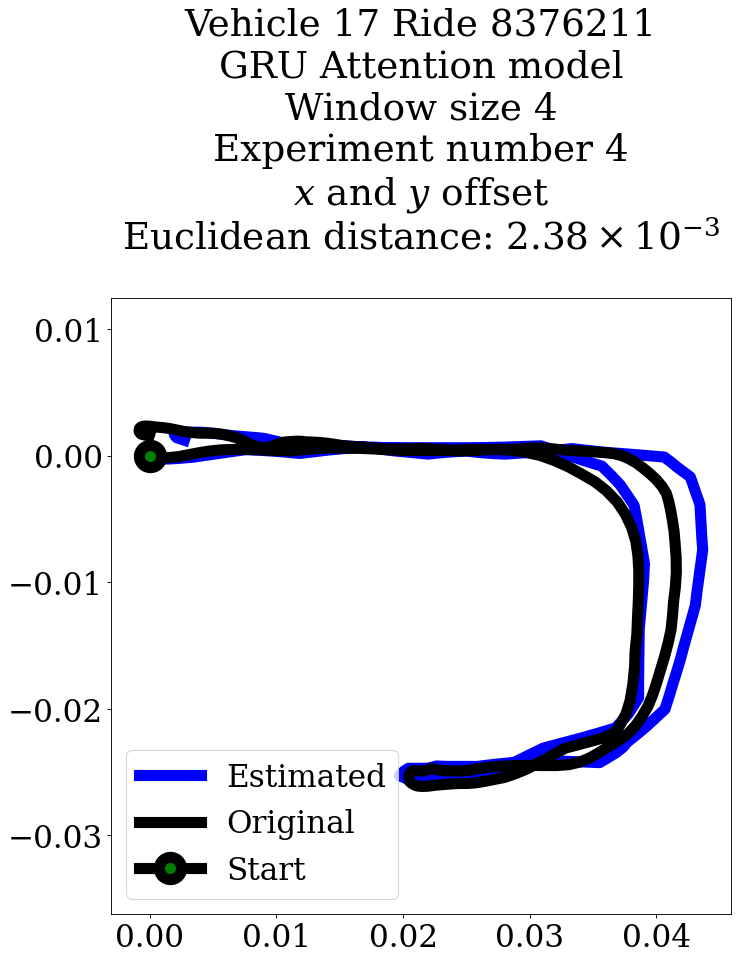 Vehicle 17 Ride 8376211
GRU Attention model
Window size 4
Experiment number 4
x and y offset
Euclidean distance: 2.38 × 10⁻³
0.01
0.00
−0.01
−0.02
−0.03
Estimated
Original
Start
0.00 0.01 0.02 0.03 0.04